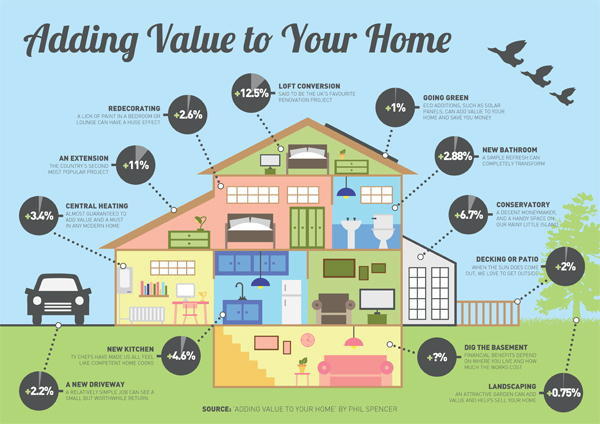 Adding Value to Your Home
+12.5%
LOFT CONVERSION
SAID TO BE THE UK'S FAVOURITE
RENOVATION PROJECT
+1%
GOING GREEN
ECO ADDITIONS, SUCH AS SOLAR
PANELS, CAN ADD VALUE TO YOUR
HOME AND SAVE YOU MONEY
REDECORATING
A LICK OF PAINT IN A BEDROOM OR
LOUNGE CAN HAVE A HUGE EFFECT
+2.6%
+2.88%
NEW BATHROOM
A SIMPLE REFRESH CAN
COMPLETELY TRANSFORM
AN EXTENSION
THE COUNTRY'S SECOND
MOST POPULAR PROJECT
+11%
CENTRAL HEATING
ALMOST GUARANTEED TO
ADD VALUE AND A MUST
IN ANY MODERN HOME
+3.4%
+6.7%
CONSERVATORY
A DECENT MONEYMAKER,
AND A HANDY SPACE ON
OUR RAINY LITTLE ISLAND
DECKING OR PATIO
WHEN THE SUN DOES COME
OUT, WE LOVE TO GET OUTSIDE
+2%
NEW KITCHEN
TV CHEFS HAVE MADE US ALL FEEL
LIKE COMPETENT HOME COOKS
+4.6%
+?%
DIG THE BASEMENT
FINANCIAL BENEFITS DEPEND
ON WHERE YOU LIVE AND HOW
MUCH THE WORKS COST
+2.2%
A NEW DRIVEWAY
A RELATIVELY SIMPLE JOB CAN SEE A
SMALL BUT WORTHWHILE RETURN
LANDSCAPING
AN ATTRACTIVE GARDEN CAN ADD
VALUE AND HELPS SELL YOUR HOME
+0.75%
SOURCE: 'ADDING VALUE TO YOUR HOME' BY PHIL SPENCER